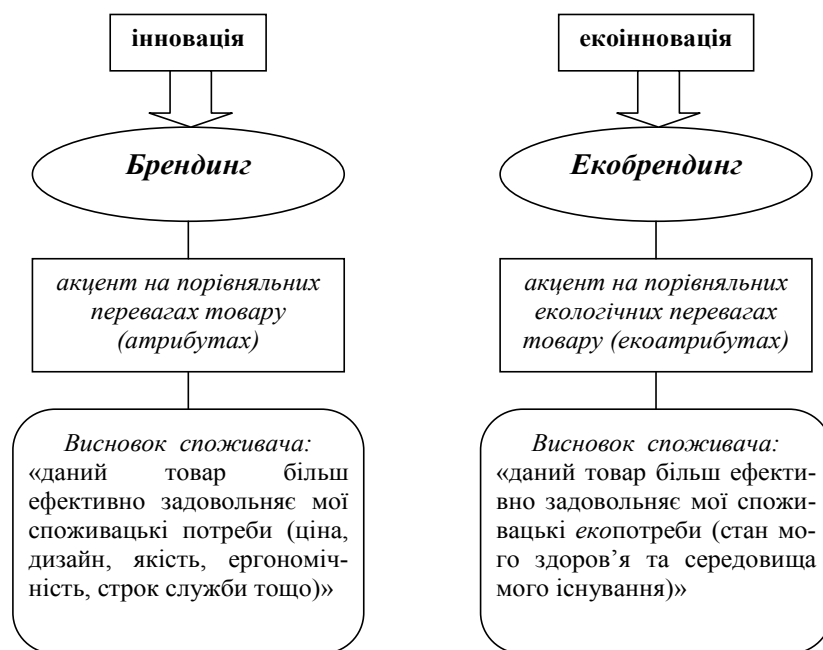 інновація
Брендинг
акцент на порівняльних
перевагах товару
(атрибутах)
Висновок споживача:
«даний товар більш
ефективно задовольняє мої
споживацькі потреби (ціна,
дизайн, якість, ергономіч-
ність, строк служби тощо)»
екоінновація
Екобрендинг
акцент на порівняльних
екологічних перевагах
товару (екоатрибутах)
Висновок споживача:
«даний товар більш ефекти-
вно задовольняє мої спожи-
вацькі екопотреби (стан мо-
го здоров’я та середовища
мого існування)»